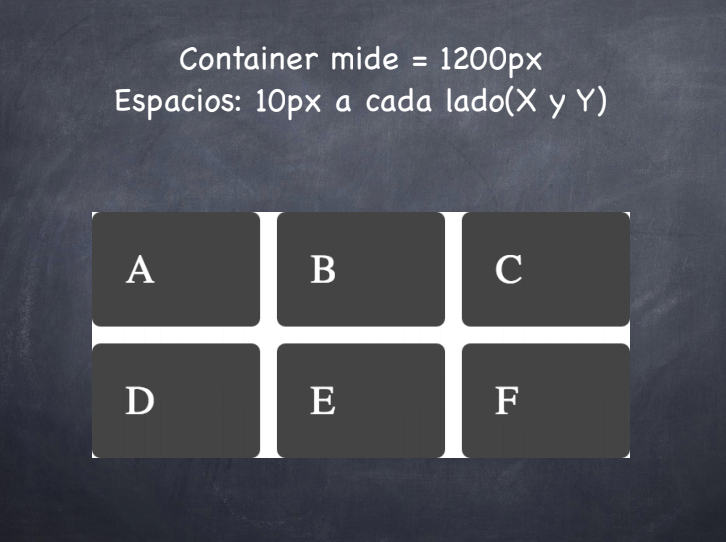 Container mide = 1200px
Espacios: 10px a cada lado(X y Y)
A B C
D E F